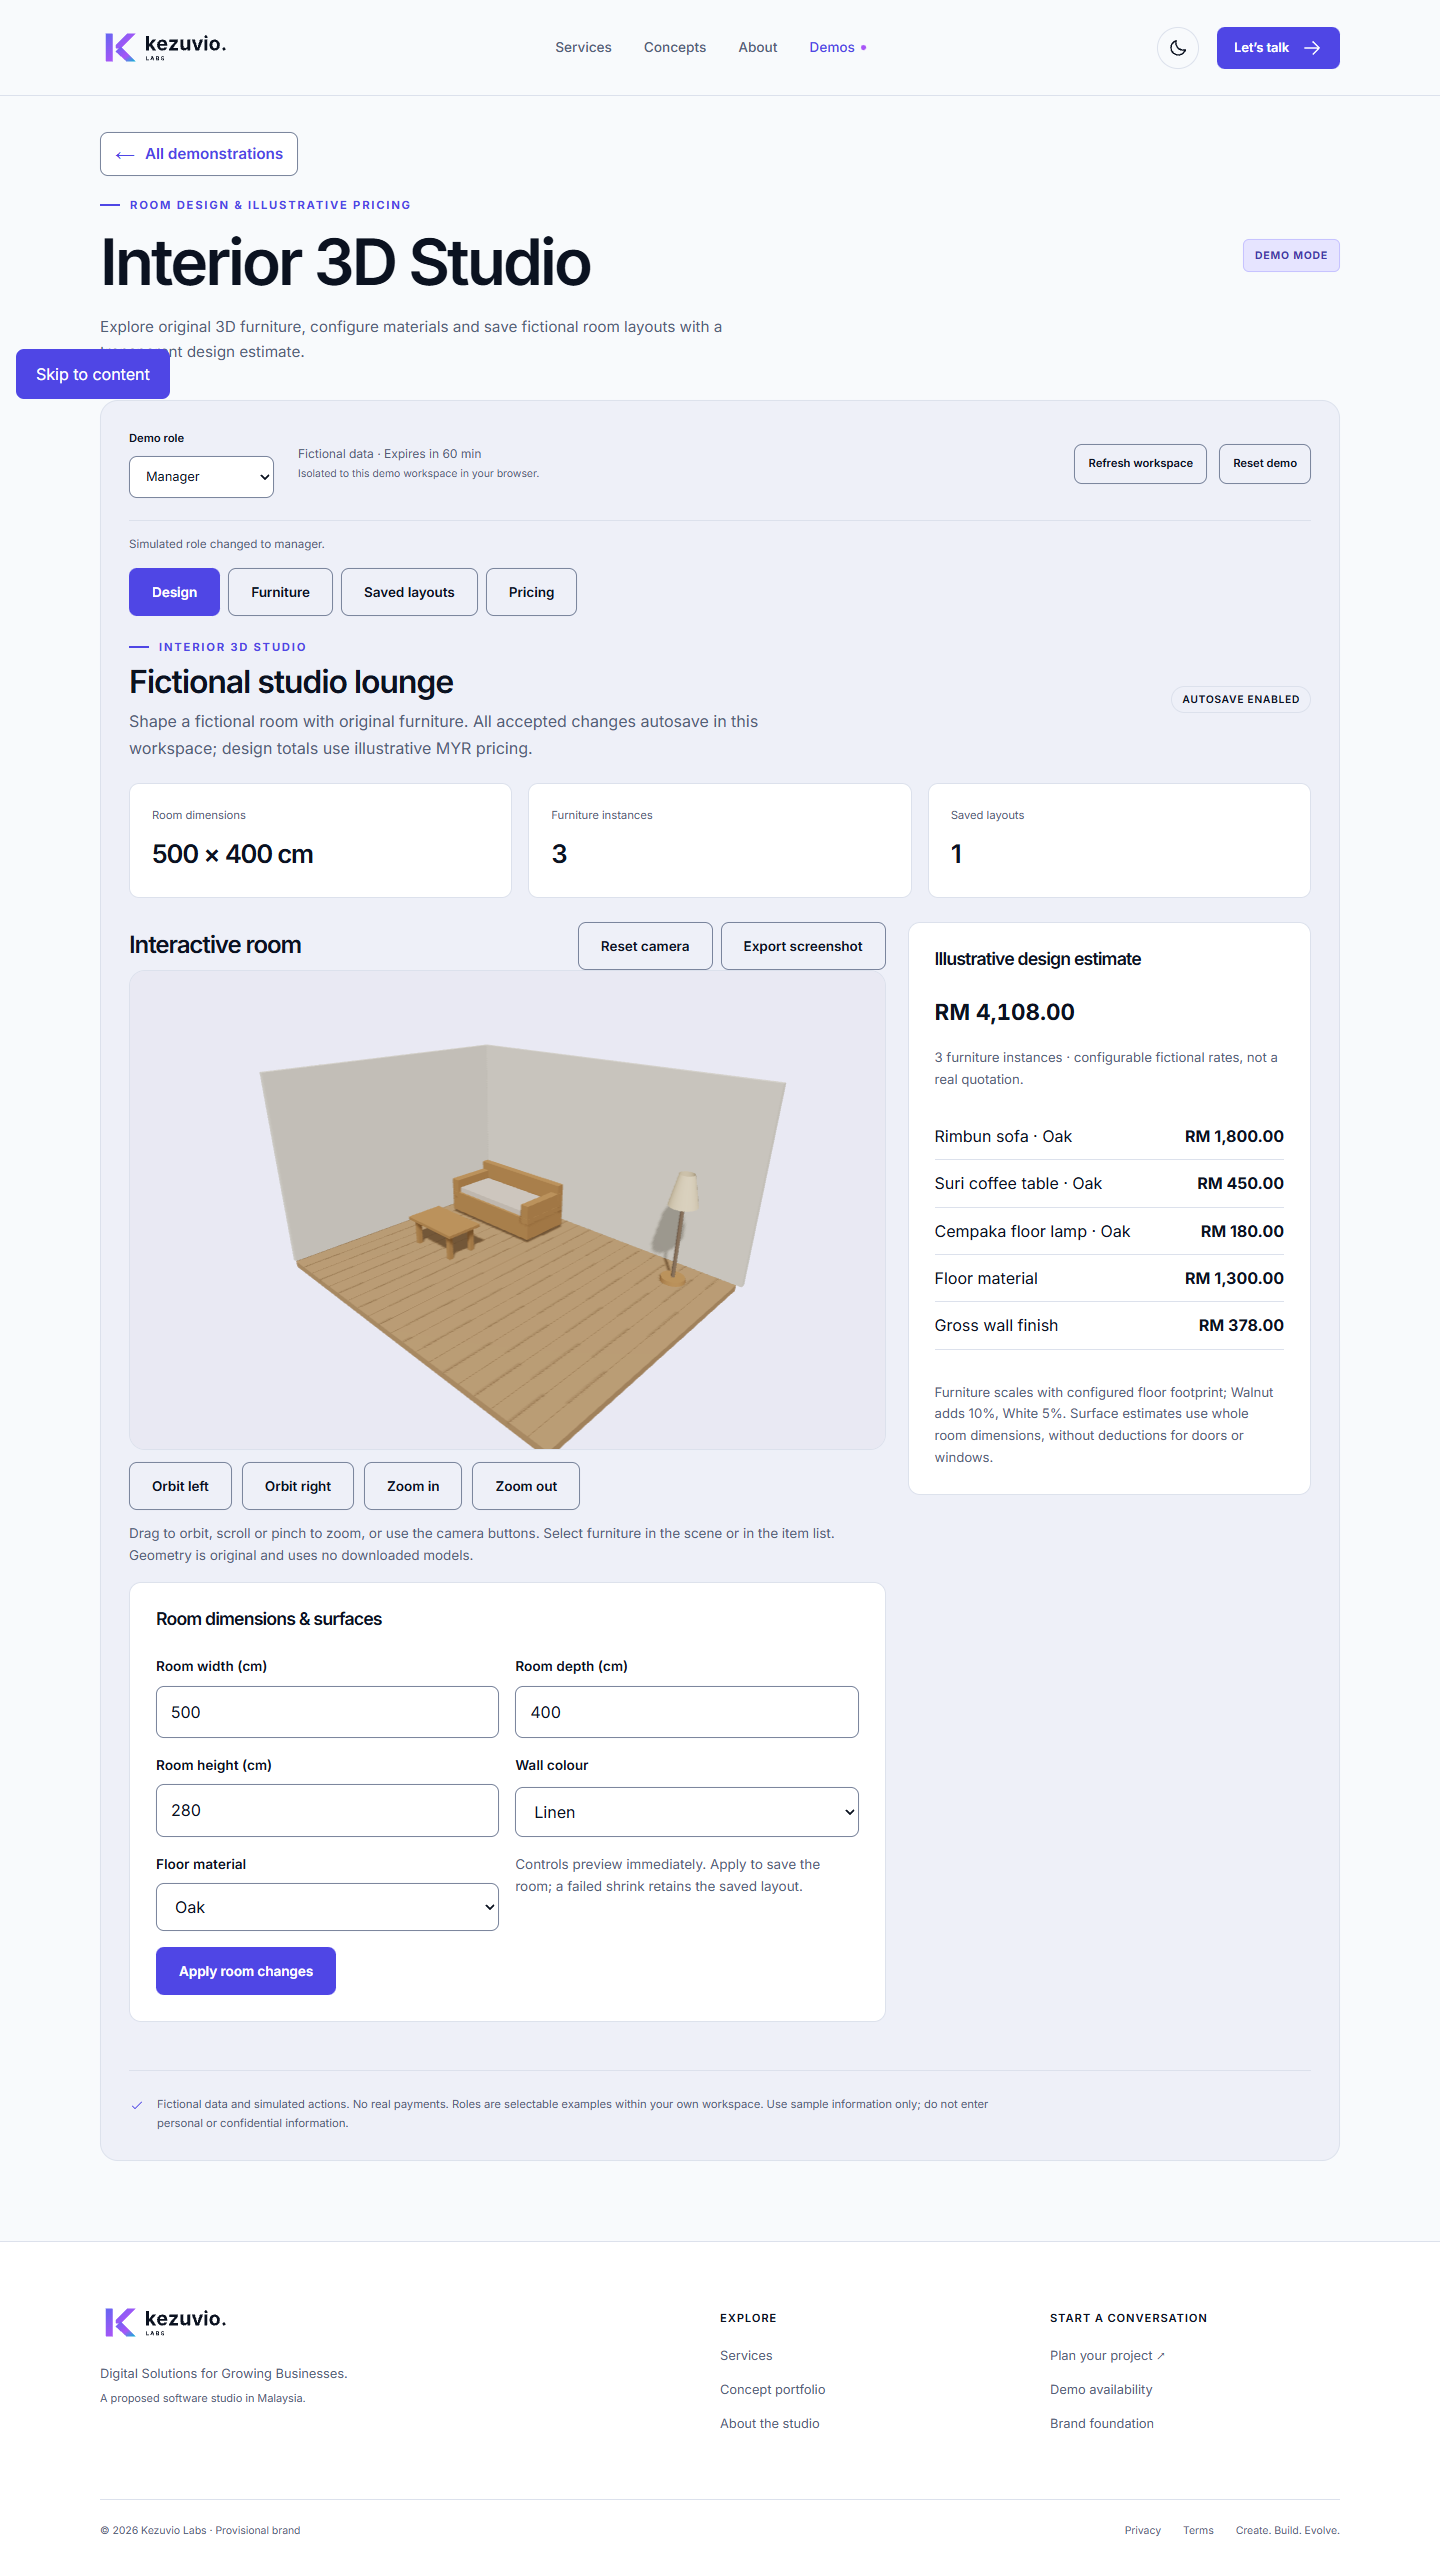 kezuvio.
LABS
Services
Concepts
About
Demos
Let's talk
All demonstrations
ROOM DESIGN & ILLUSTRATIVE PRICING
Interior 3D Studio
DEMO MODE
Explore original 3D furniture, configure materials and save fictional room layouts with a
design estimate.
Skip to content
Demo role
Manager
Fictional data · Expires in 60 min
Isolated to this demo workspace in your browser.
Refresh workspace
Reset demo
Simulated role changed to manager.
Design
Furniture
Saved layouts
Pricing
INTERIOR 3D STUDIO
Fictional studio lounge
AUTOSAVE ENABLED
Shape a fictional room with original furniture. All accepted changes autosave in this
workspace; design totals use illustrative MYR pricing.
Room dimensions
500 × 400 cm
Furniture instances
3
Saved layouts
1
Interactive room
Reset camera
Export screenshot
Orbit left
Orbit right
Zoom in
Zoom out
Drag to orbit, scroll or pinch to zoom, or use the camera buttons. Select furniture in the scene or in the item list.
Geometry is original and uses no downloaded models.
Illustrative design estimate
RM 4,108.00
3 furniture instances · configurable fictional rates, not a
real quotation.
Rimbun sofa · Oak RM 1,800.00
Suri coffee table · Oak RM 450.00
Cempaka floor lamp · Oak RM 180.00
Floor material RM 1,300.00
Gross wall finish RM 378.00
Furniture scales with configured floor footprint; Walnut
adds 10%, White 5%. Surface estimates use whole
room dimensions, without deductions for doors or
windows.
Room dimensions & surfaces
Room width (cm)
500
Room depth (cm)
400
Room height (cm)
280
Wall colour
Linen
Floor material
Oak
Controls preview immediately. Apply to save the
room; a failed shrink retains the saved layout.
Apply room changes
Fictional data and simulated actions. No real payments. Roles are selectable examples within your own workspace. Use sample information only; do not enter
personal or confidential information.
kezuvio.
LABS
Digital Solutions for Growing Businesses.
A proposed software studio in Malaysia.
EXPLORE
Services
Concept portfolio
About the studio
START A CONVERSATION
Plan your project ↗
Demo availability
Brand foundation
© 2026 Kezuvio Labs · Provisional brand
Privacy
Terms
Create. Build. Evolve.